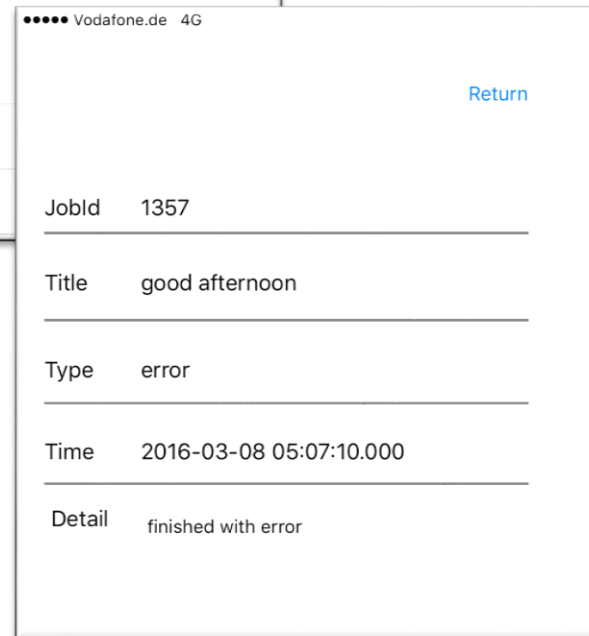 Vodafone.de 4G
Return
JobId 1357
Title good afternoon
Type error
Time 2016-03-08 05:07:10.000
Detail finished with error